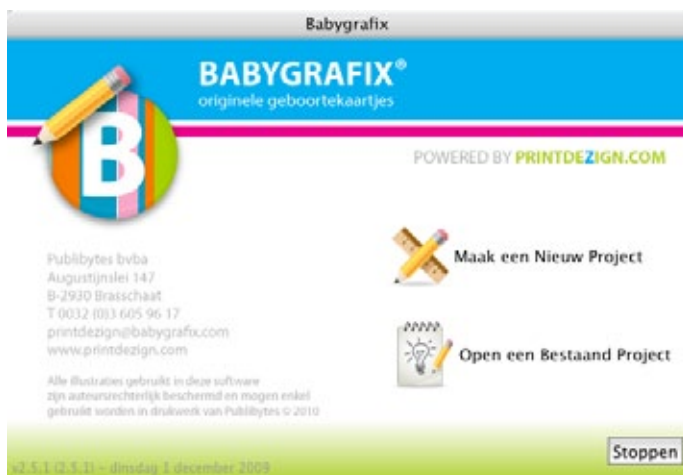 Babygrafix
BABYGRAFIX®
originele geboortekaartjes
B
POWERED BY PRINTDEZIGN.COM
Maak een Nieuw Project
Publibytes bvba
Augustijnslei 147
B-2930 Brasschaat
T 0032 (0)3 605 96 17
printdezign@babygrafix.com
www.printdezign.com
Open een Bestaand Project
Alle illustraties gebruikt in deze software
zijn auteursrechterlijk beschermd en mogen enkel
gebruikt worden in drukwerk van Publibytes © 2010
Stoppen
v2.5.1 (2.5.1) – dinsdag 1 december 2009